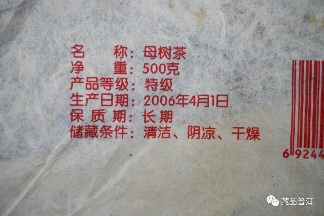 名　　称：母树茶
净　　重：500克
产品等级：特级
生产日期：2006年4月1日
保 质 期：长期
储藏条件：清洁、阴凉、干燥
6 9244